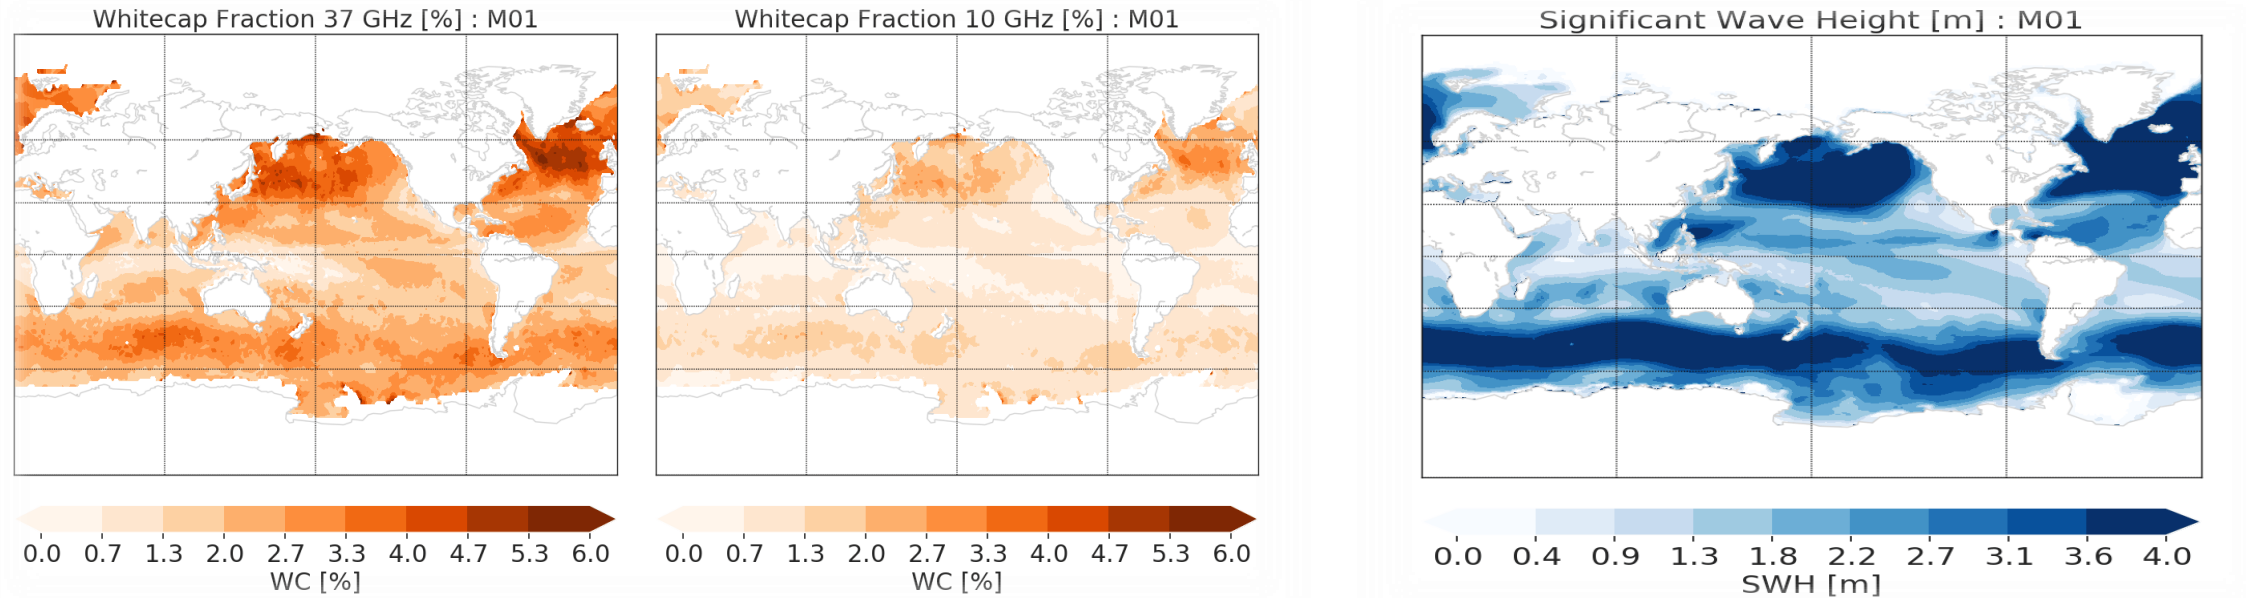 Whitecap Fraction 37 GHz [%] : M01
0.0 0.7 1.3 2.0 2.7 3.3 4.0 4.7 5.3 6.0
WC [%]
Whitecap Fraction 10 GHz [%] : M01
0.0 0.7 1.3 2.0 2.7 3.3 4.0 4.7 5.3 6.0
WC [%]
Significant Wave Height [m] : M01
0.0 0.4 0.9 1.3 1.8 2.2 2.7 3.1 3.6 4.0
SWH [m]